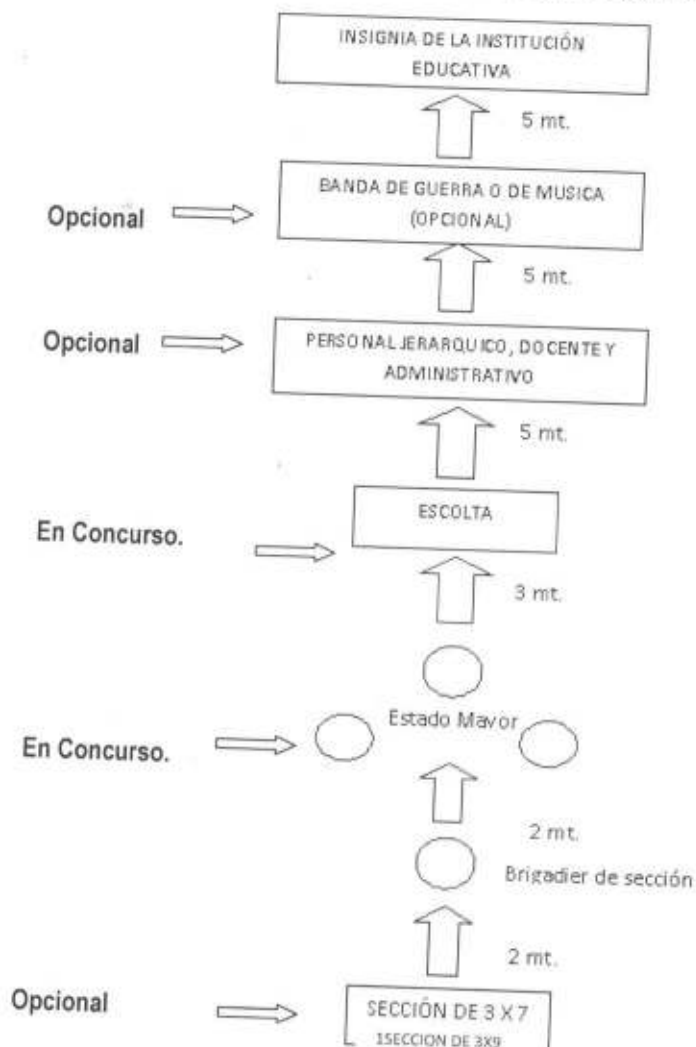 INSIGNIA DE LA INSTITUCIÓN
EDUCATIVA
5 mt.
BANDA DE GUERRA O DE MUSICA
(OPCIONAL)
Opcional
5 mt.
Opcional
PERSONAL JERARQUICO, DOCENTE Y
ADMINISTRATIVO
5 mt.
ESCOLTA
En Concurso.
3 mt.
Estado Mayor
En Concurso.
2 mt.
Brigadier de sección
2 mt.
Opcional
SECCIÓN DE 3 X 7
1SECCION DE 3X9